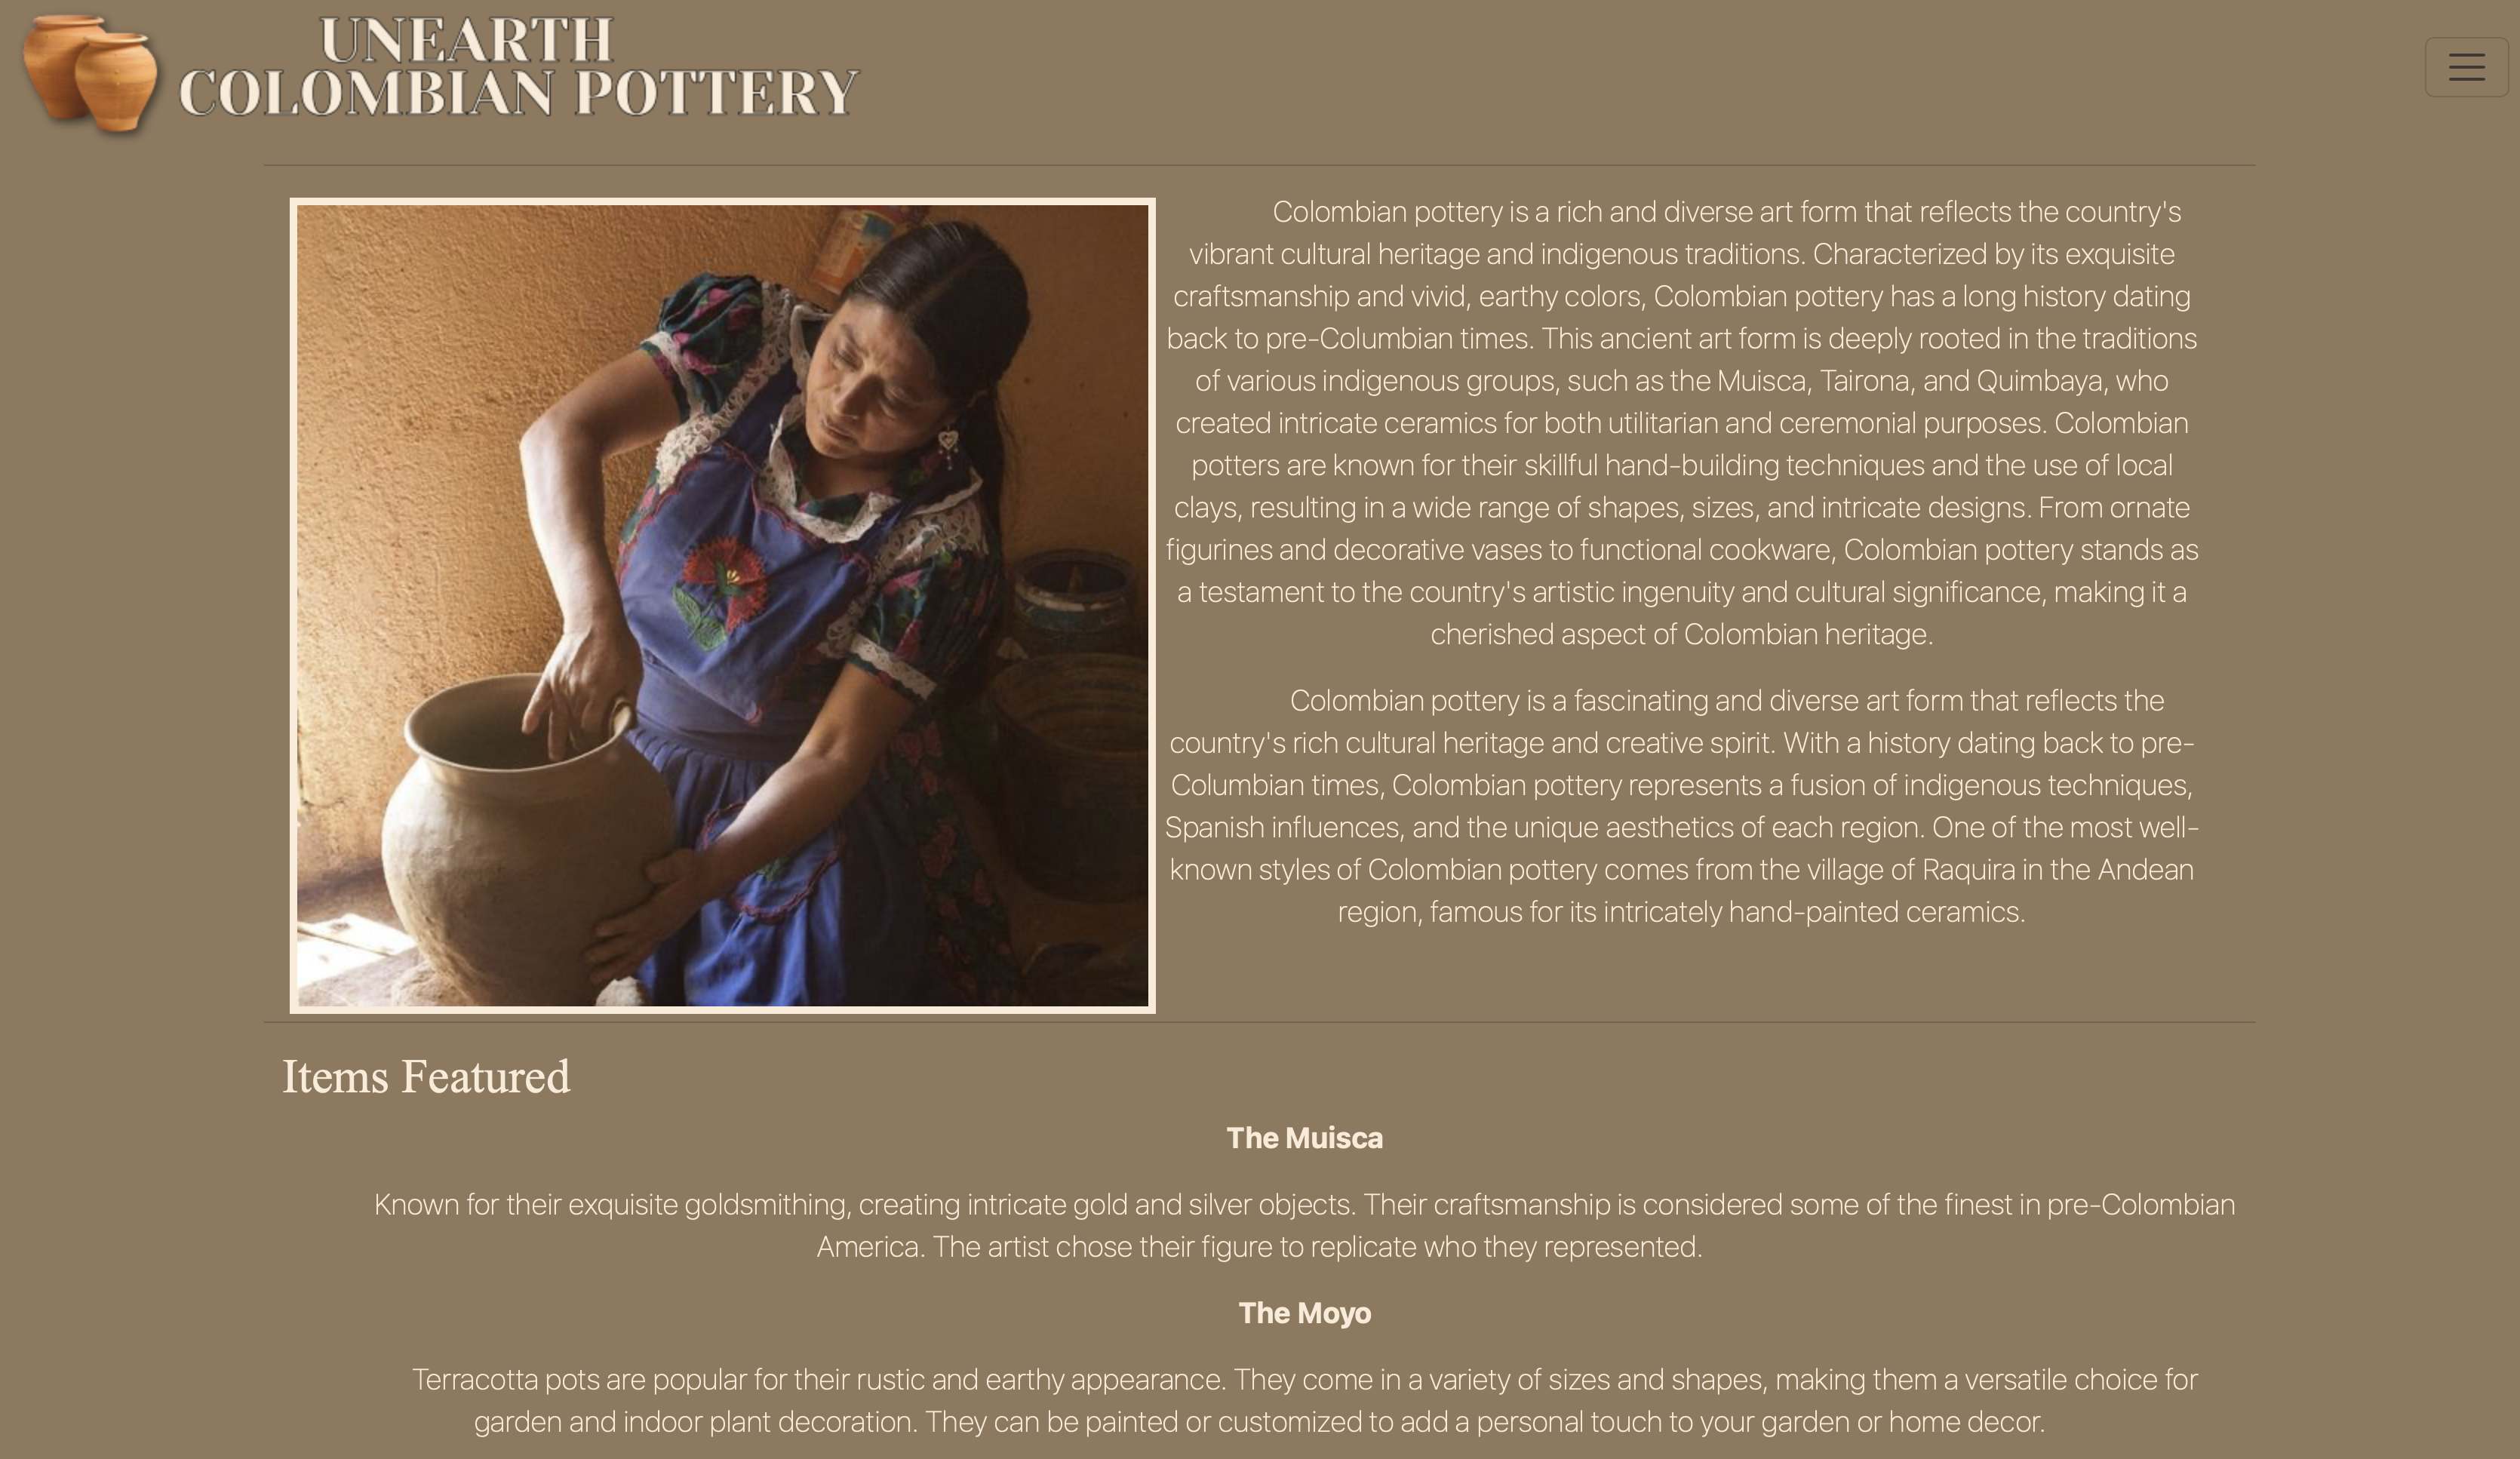 UNEARTH
COLOMBIAN POTTERY
Colombian pottery is a rich and diverse art form that reflects the country's
vibrant cultural heritage and indigenous traditions. Characterized by its exquisite
craftsmanship and vivid, earthy colors, Colombian pottery has a long history dating
back to pre-Columbian times. This ancient art form is deeply rooted in the traditions
of various indigenous groups, such as the Muisca, Tairona, and Quimbaya, who
created intricate ceramics for both utilitarian and ceremonial purposes. Colombian
potters are known for their skillful hand-building techniques and the use of local
clays, resulting in a wide range of shapes, sizes, and intricate designs. From ornate
figurines and decorative vases to functional cookware, Colombian pottery stands as
a testament to the country's artistic ingenuity and cultural significance, making it a
cherished aspect of Colombian heritage.
Colombian pottery is a fascinating and diverse art form that reflects the
country's rich cultural heritage and creative spirit. With a history dating back to pre-
Columbian times, Colombian pottery represents a fusion of indigenous techniques,
Spanish influences, and the unique aesthetics of each region. One of the most well-
known styles of Colombian pottery comes from the village of Raquira in the Andean
region, famous for its intricately hand-painted ceramics.
Items Featured
The Muisca
Known for their exquisite goldsmithing, creating intricate gold and silver objects. Their craftsmanship is considered some of the finest in pre-Colombian
America. The artist chose their figure to replicate who they represented.
The Moyo
Terracotta pots are popular for their rustic and earthy appearance. They come in a variety of sizes and shapes, making them a versatile choice for
garden and indoor plant decoration. They can be painted or customized to add a personal touch to your garden or home decor.